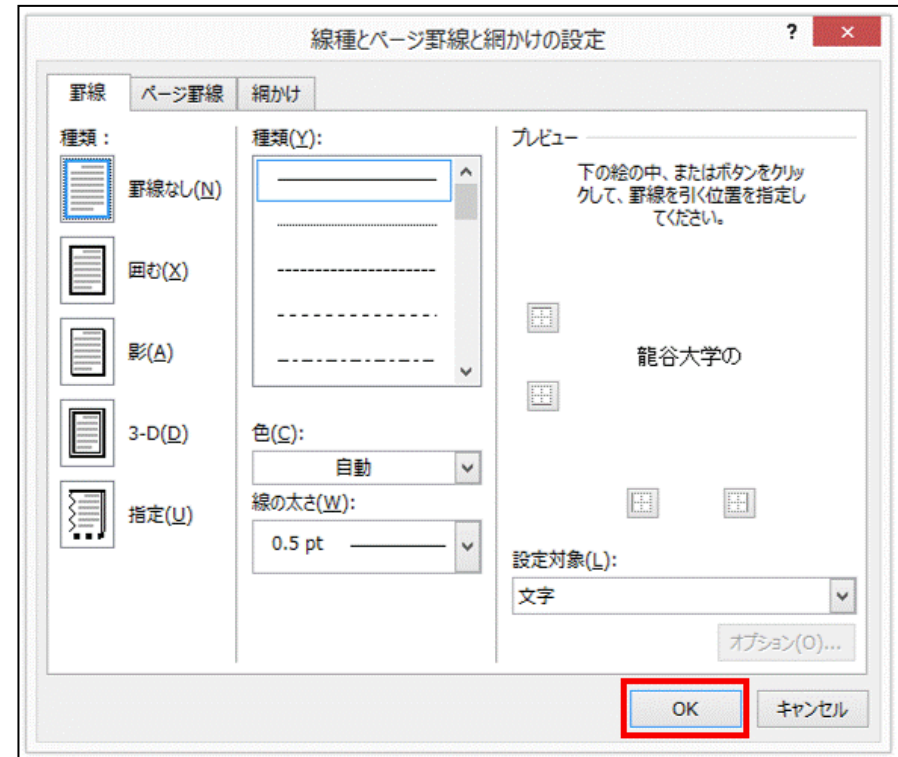 線種とページ罫線と網かけの設定
?
×
罫線
ページ罫線
網かけ
種類：
罫線なし(N)
囲む(X)
影(A)
3-D(D)
指定(U)
種類(Y):
色(C):
自動
線の太さ(W):
0.5 pt
プレビュー
下の絵の中、またはボタンをクリッ
クして、罫線を引く位置を指定し
てください。
龍谷大学の
設定対象(L):
文字
オプション(O)...
OK
キャンセル